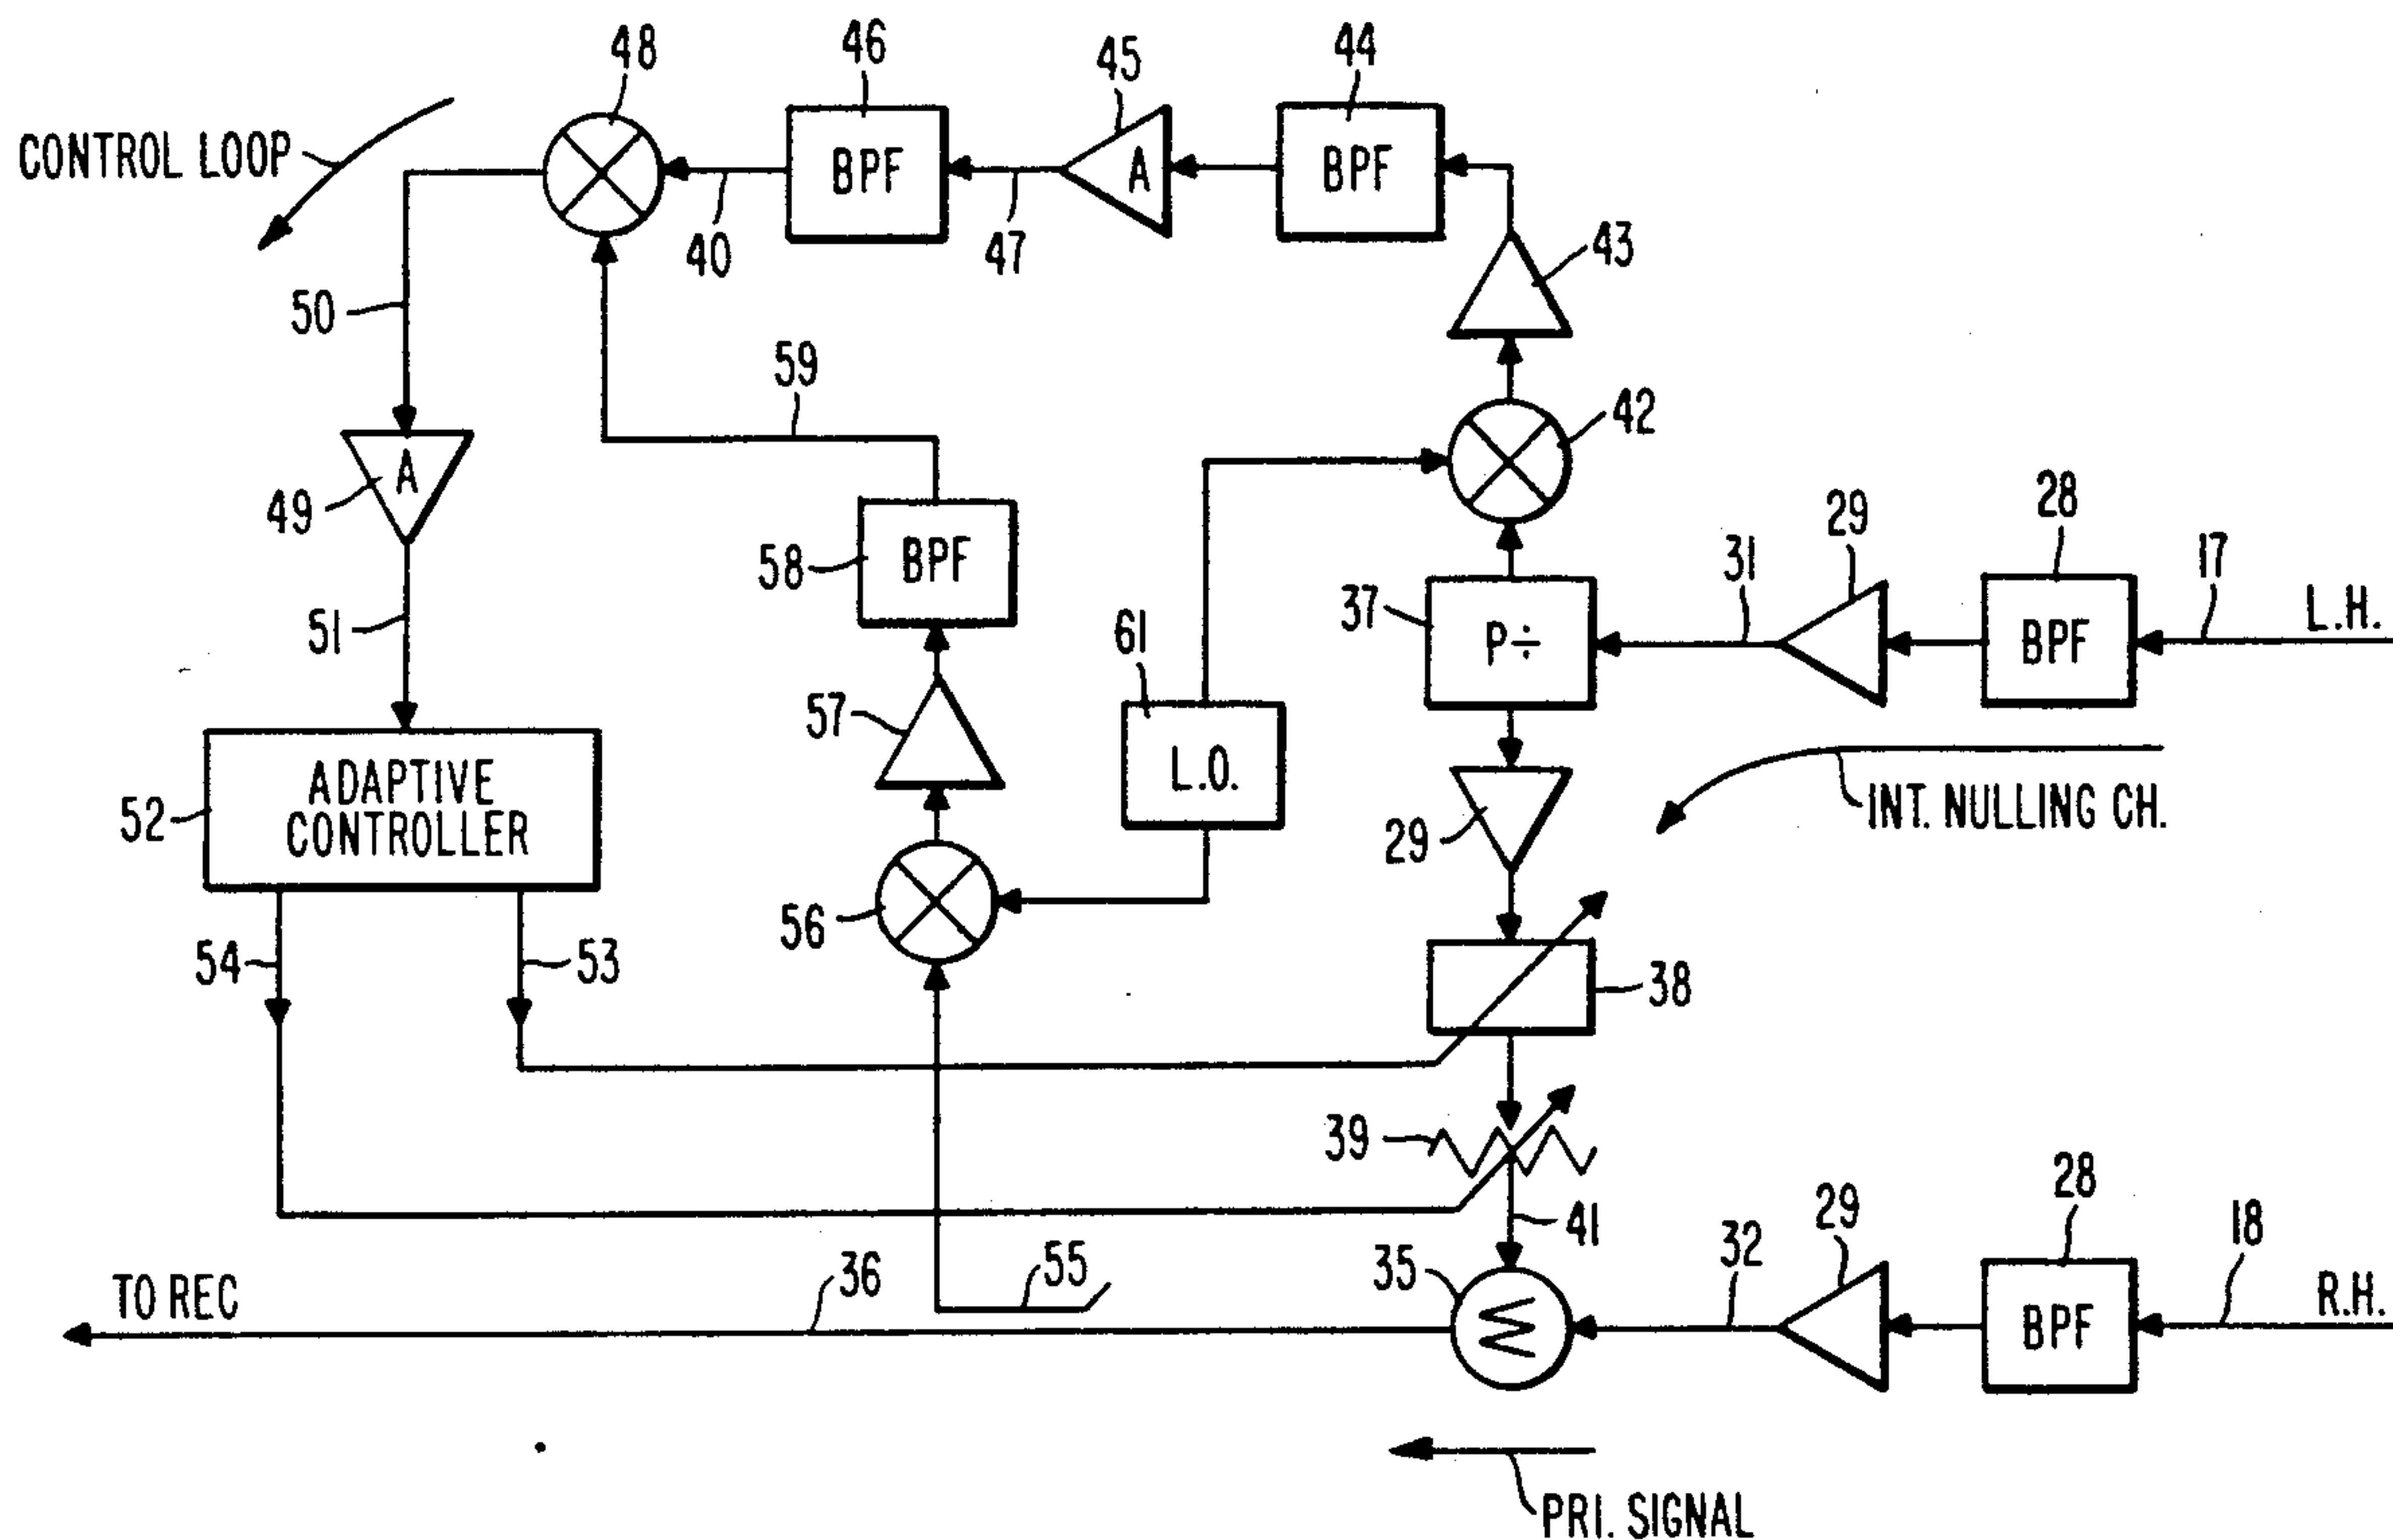 48
46
45
44
CONTROL LOOP
BPF
A
BPF
43
40
47
50
59
42
A
49
BPF
58
28
29
17
31
L.H.
51
61
37
P÷
BPF
57
ADAPTIVE
CONTROLLER
52
L.O.
29
INT. NULLING CH.
56
54
53
38
39
28
41
29
18
32
55
36
35
TO REC
R.H.
Σ
BPF
PRI. SIGNAL